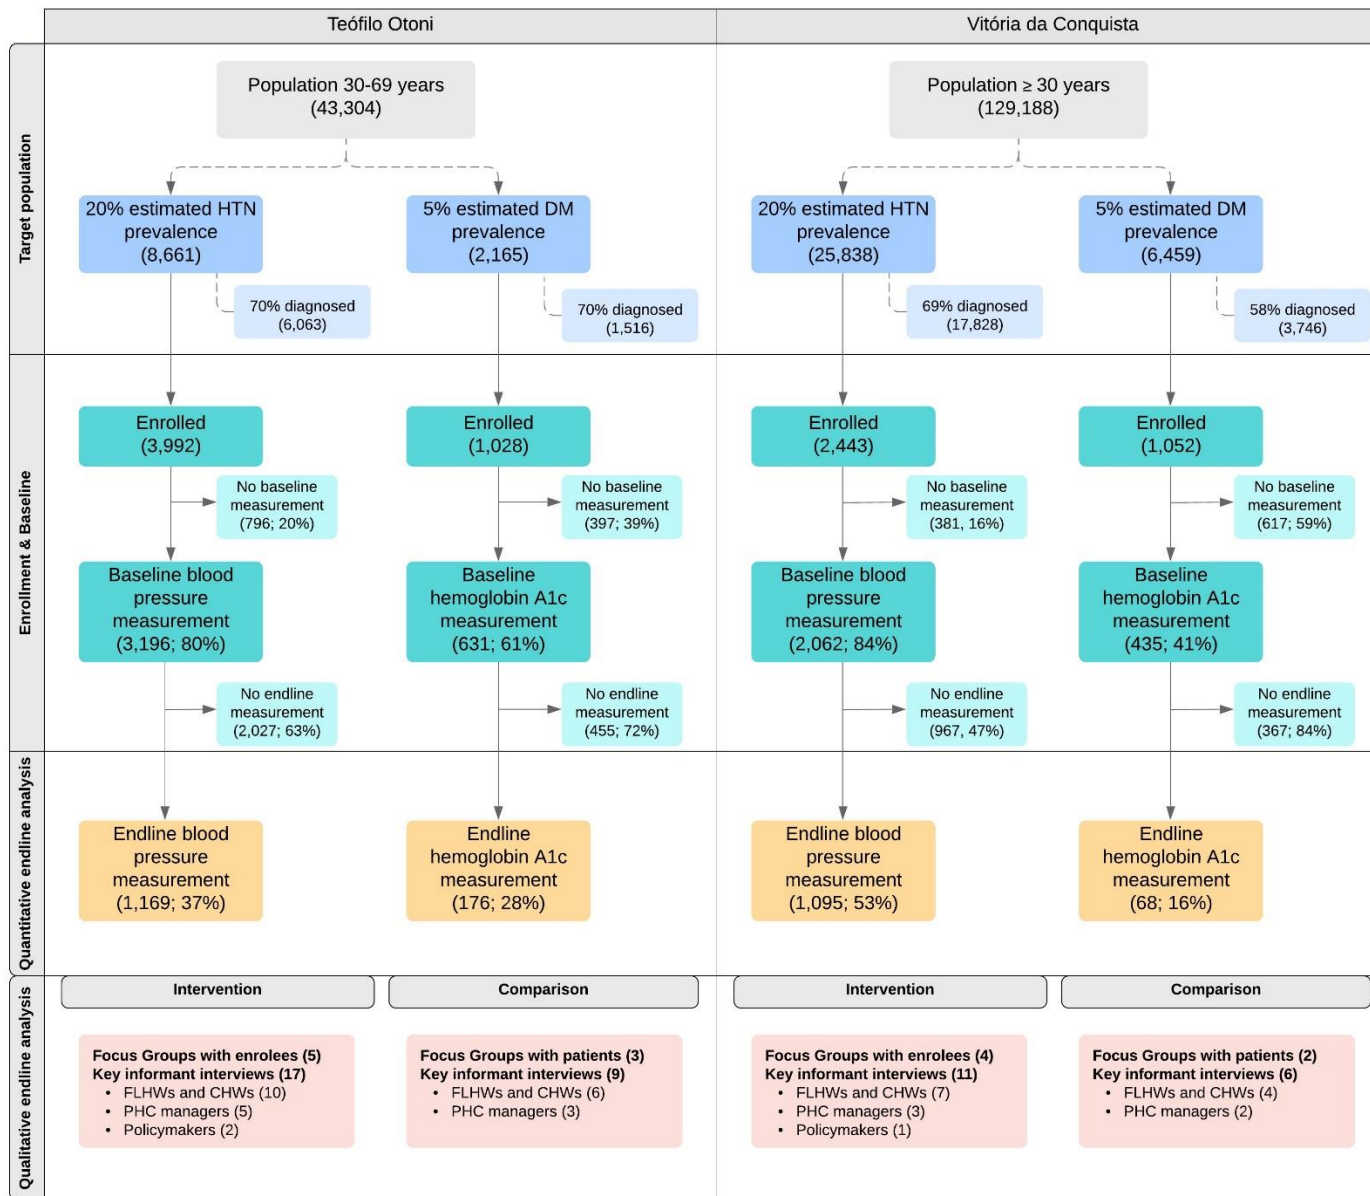 Teófilo Otoni
Vitória da Conquista
Target population
Population 30-69 years
(43,304)
Population ≥ 30 years
(129,188)
20% estimated HTN
prevalence
(8,661)
5% estimated DM
prevalence
(2,165)
20% estimated HTN
prevalence
(25,838)
5% estimated DM
prevalence
(6,459)
70% diagnosed
(6,063)
70% diagnosed
(1,516)
69% diagnosed
(17,828)
58% diagnosed
(3,746)
Enrollment & Baseline
Enrolled
(3,992)
Enrolled
(1,028)
Enrolled
(2,443)
Enrolled
(1,052)
No baseline
measurement
(796; 20%)
No baseline
measurement
(397; 39%)
No baseline
measurement
(381, 16%)
No baseline
measurement
(617; 59%)
Baseline blood
pressure
measurement
(3,196; 80%)
Baseline
hemoglobin A1c
measurement
(631; 61%)
Baseline blood
pressure
measurement
(2,062; 84%)
Baseline
hemoglobin A1c
measurement
(435; 41%)
No endline
measurement
(2,027; 63%)
No endline
measurement
(455; 72%)
No endline
measurement
(967, 47%)
No endline
measurement
(367; 84%)
Quantitative endline analysis
Endline blood
pressure
measurement
(1,169; 37%)
Endline
hemoglobin A1c
measurement
(176; 28%)
Endline blood
pressure
measurement
(1,095; 53%)
Endline
hemoglobin A1c
measurement
(68; 16%)
Qualitative endline analysis
Intervention
Comparison
Intervention
Comparison
Focus Groups with enrolees (5)
Key informant interviews (17)
• FLHWs and CHWs (10)
• PHC managers (5)
• Policymakers (2)
Focus Groups with patients (3)
Key informant interviews (9)
• FLHWs and CHWs (6)
• PHC managers (3)
Focus Groups with enrolees (4)
Key informant interviews (11)
• FLHWs and CHWs (7)
• PHC managers (3)
• Policymakers (1)
Focus Groups with patients (2)
Key informant interviews (6)
• FLHWs and CHWs (4)
• PHC managers (2)